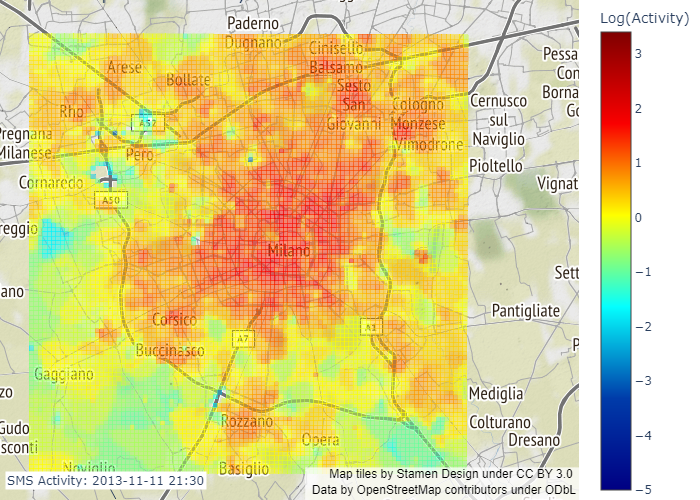 Paderno
Dugnano
Cinisello
Balsamo
Arese
Bollate
Sesto
San
Giovanni
Rho
A52
Cologno
Monzese
Vimodrone
Cernusco
sul
Naviglio
Pessa
Con
Borna
Go
Pregnana
Milanese
Pero
Pioltello
Cornaredo
Vignat
A50
reggio
Milano
Sett
ano
Corsico
Pantigliate
A7
A1
Buccinasco
P
Gaggiano
zo
Mediglia
Rozzano
Colturano
Gudo
sconti
Opera
Dresano
Noviglio
Basiglio
SMS Activity: 2013-11-11 21:30
Map tiles by Stamen Design under CC BY 3.0
Data by OpenStreetMap contributors under ODbL
Log(Activity)
3
2
1
0
−1
−2
−3
−4
−5